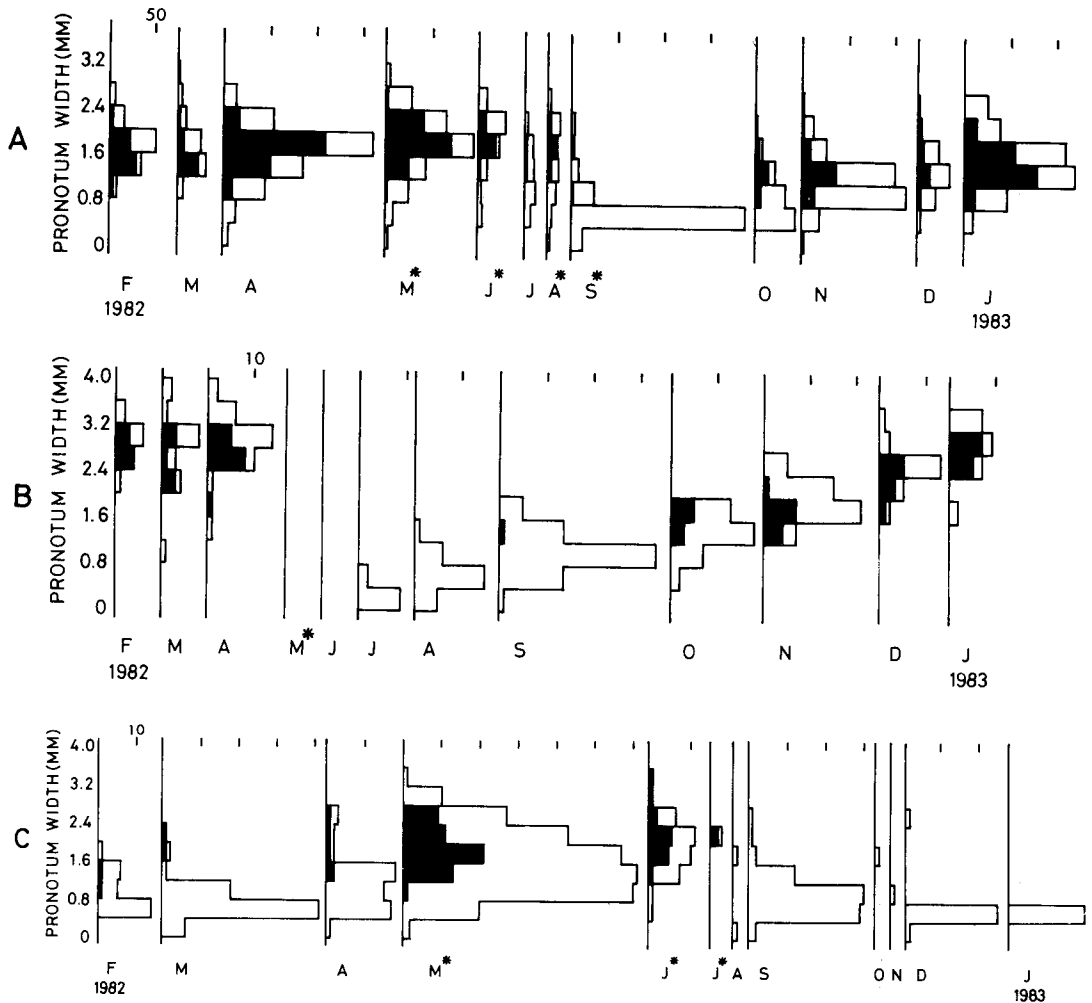 50
A
PRONOTUM WIDTH (MM)
3.2
2.4
1.6
0.8
0
F M A M* J* J A* S* O N D J
1982 1983
10
B
PRONOTUM WIDTH (MM)
4.0
3.2
2.4
1.6
0.8
0
F M A M* J J A S O N D J
1982 1983
10
C
PRONOTUM WIDTH (MM)
4.0
3.2
2.4
1.6
0.8
0
F M A M* J* J* A S O N D J
1982 1983